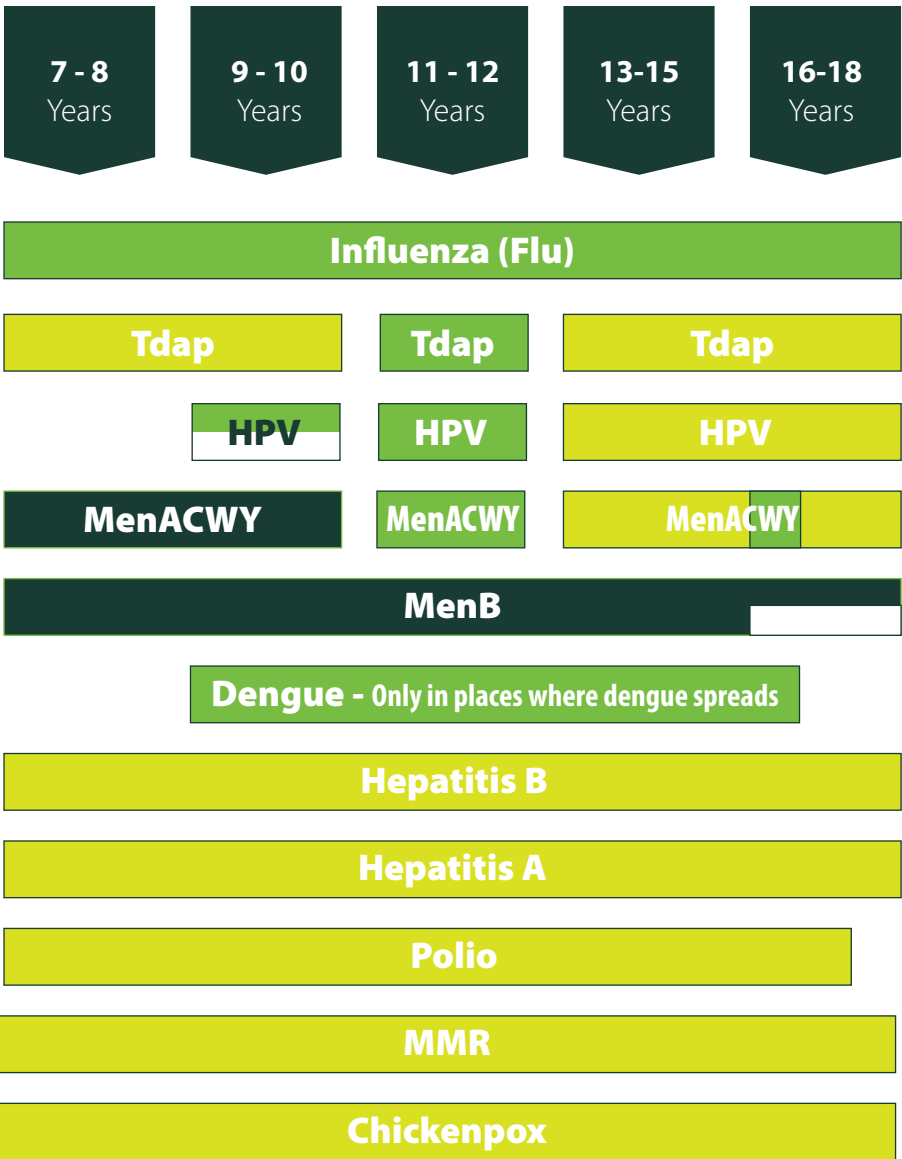 7 - 8
Years
9 - 10
Years
11 - 12
Years
13-15
Years
16-18
Years
Influenza (Flu)
Tdap
Tdap
Tdap
HPV
HPV
HPV
MenACWY
MenACWY
MenACWY
MenB
Dengue - Only in places where dengue spreads
Hepatitis B
Hepatitis A
Polio
MMR
Chickenpox